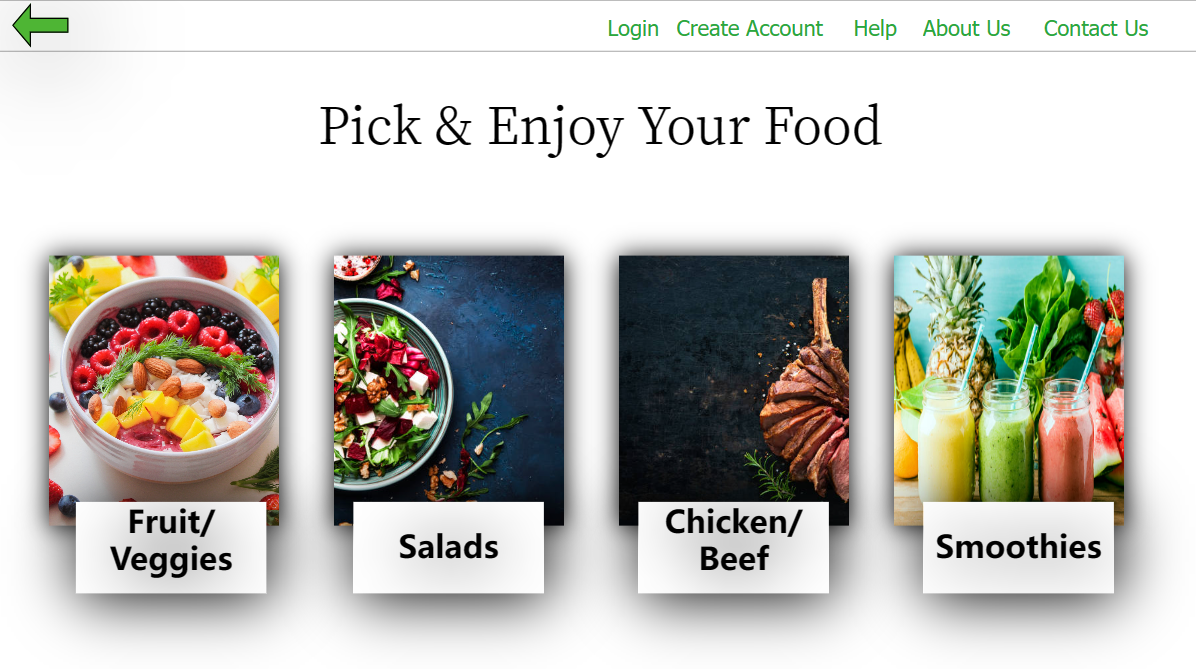 Login Create Account Help About Us Contact Us
Pick & Enjoy Your Food
Fruit/
Veggies
Salads
Chicken/
Beef
Smoothies